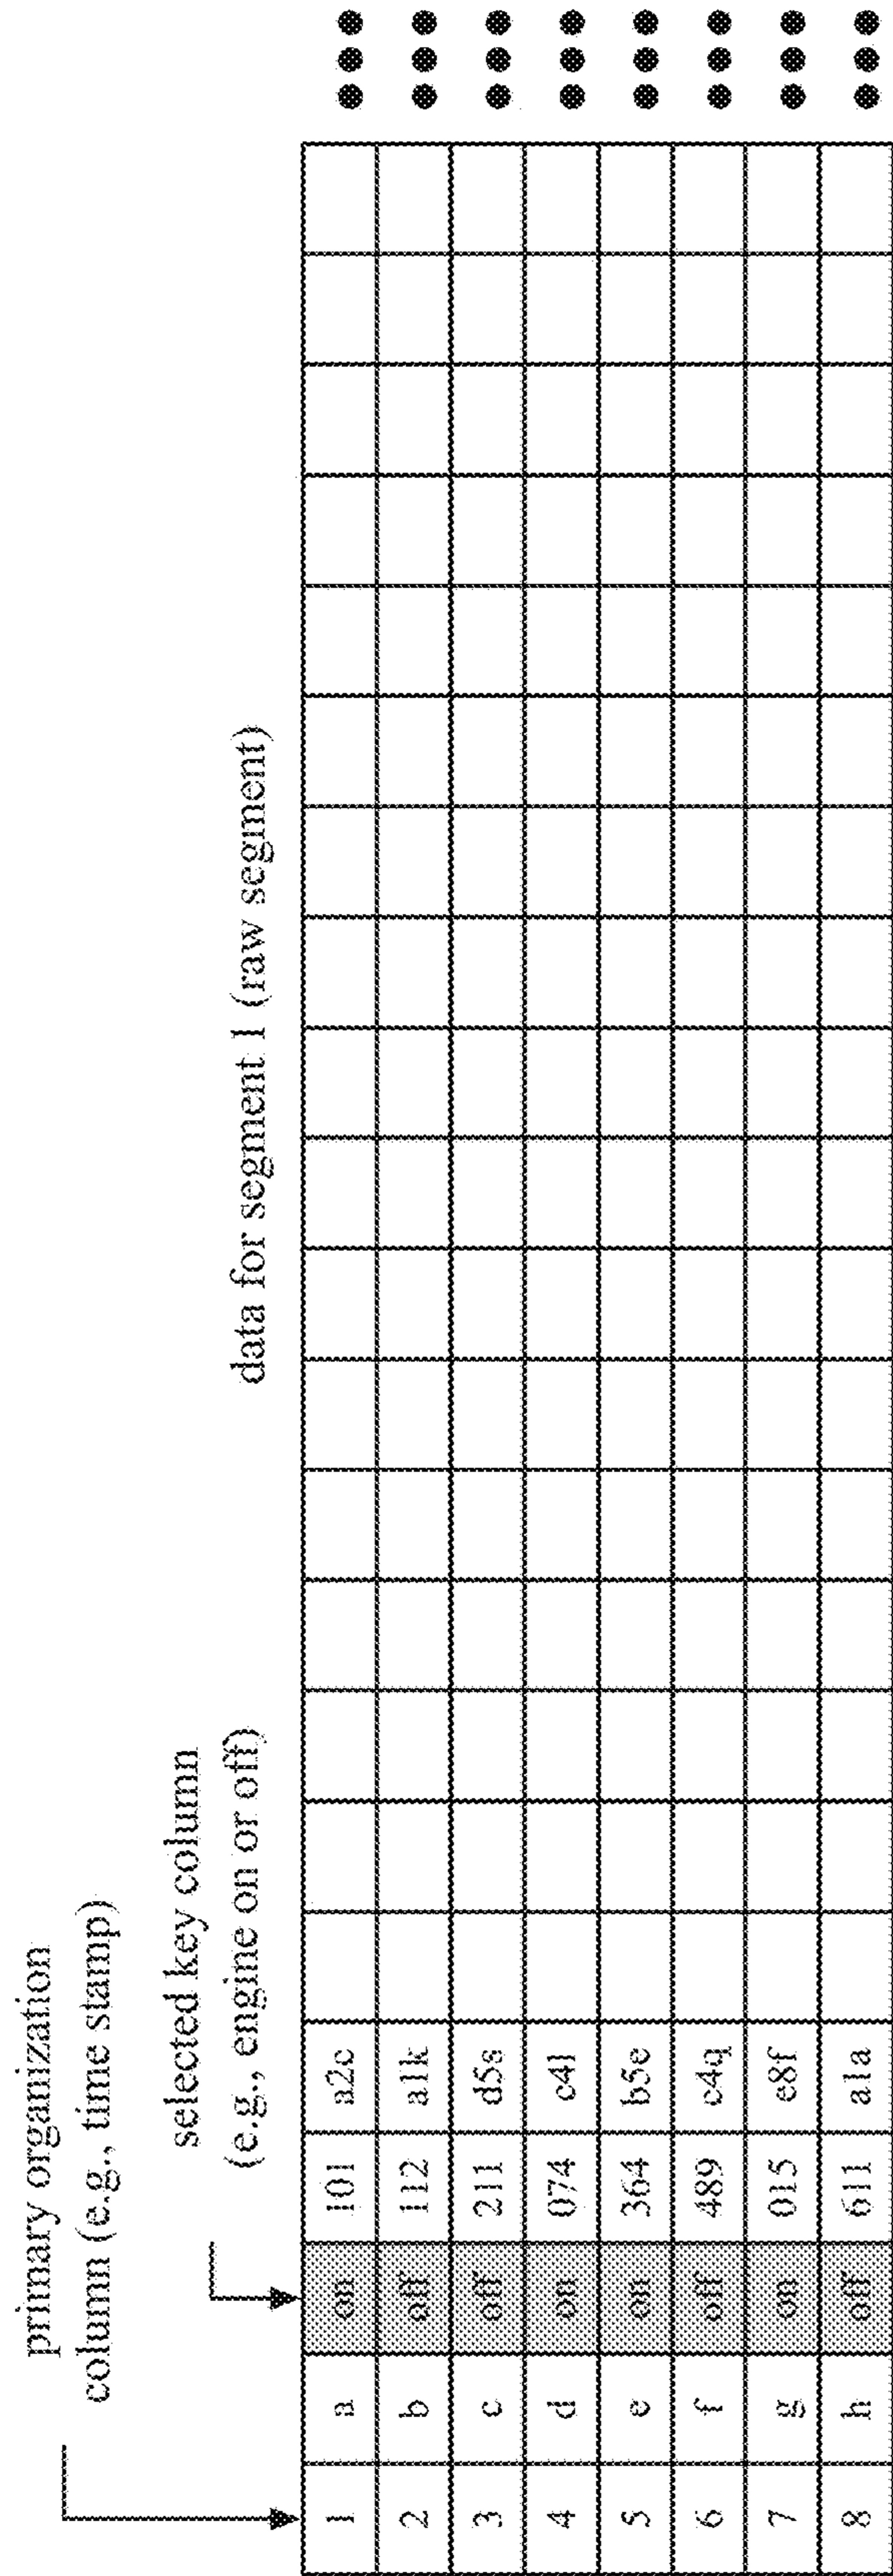 primary organization
column (e.g., time stamp)
selected key column
(e.g., engine on or off)
data for segment 1 (raw segment)
1 a on 101 a2c
2 b off 112 a1k
3 c off 211 d5s
4 d on 074 c4l
5 e on 364 b5e
6 f off 489 c4q
7 g on 015 e8f
8 h off 611 a1a